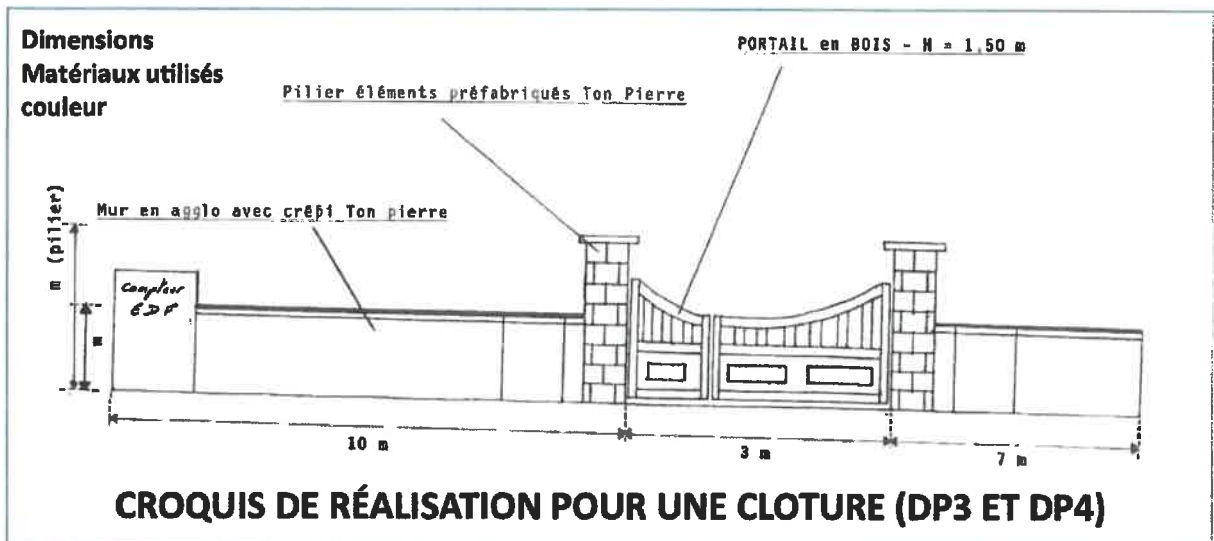 Dimensions
Matériaux utilisés
couleur
PORTAIL en BOIS - H = 1,50 m
Pilier éléments préfabriqués Ton Pierre
m (pilier)
Mur en agglo avec crépi Ton pierre
compteur
EDF
m
10 m
3 m
7 m
CROQUIS DE RÉALISATION POUR UNE CLOTURE (DP3 ET DP4)